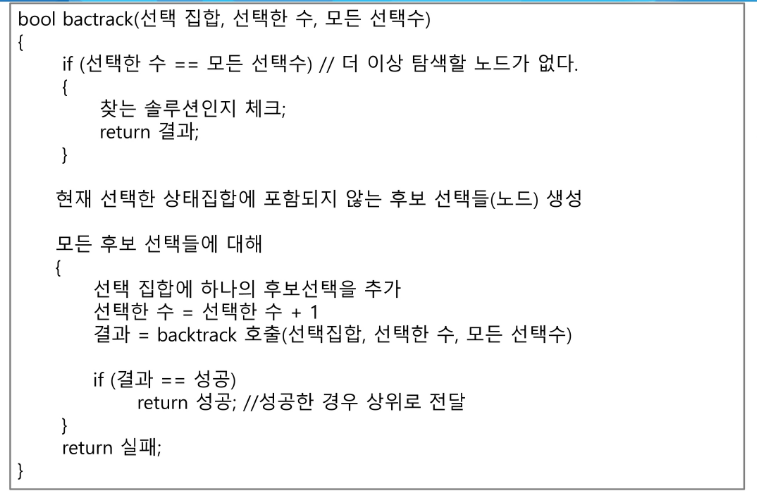 bool bactrack(선택 집합, 선택한 수, 모든 선택수)
{
if (선택한 수 == 모든 선택수) // 더 이상 탐색할 노드가 없다.
{
찾는 솔루션인지 체크;
return 결과;
}
현재 선택한 상태집합에 포함되지 않는 후보 선택들(노드) 생성
모든 후보 선택들에 대해
{
선택 집합에 하나의 후보선택을 추가
선택한 수 = 선택한 수 + 1
결과 = backtrack 호출(선택집합, 선택한 수, 모든 선택수)
if (결과 == 성공)
return 성공; //성공한 경우 상위로 전달
}
return 실패;
}